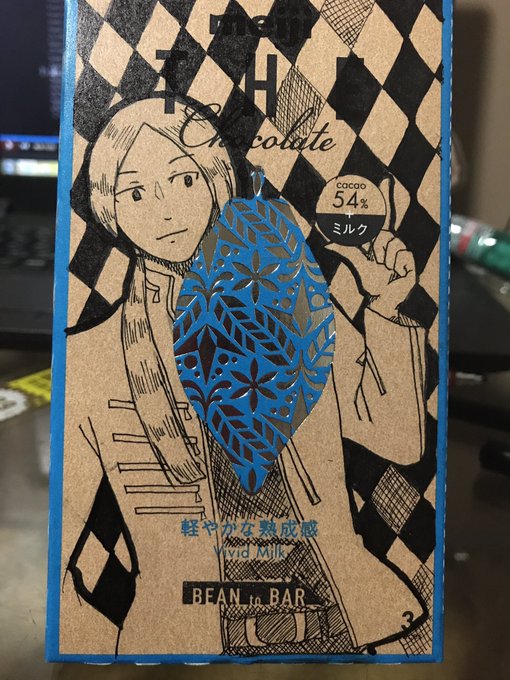 meiji
THE
Chocolate
cacao
54%
+
ミルク
軽やかな熟成感
Vivid Milk
BEAN to BAR
3